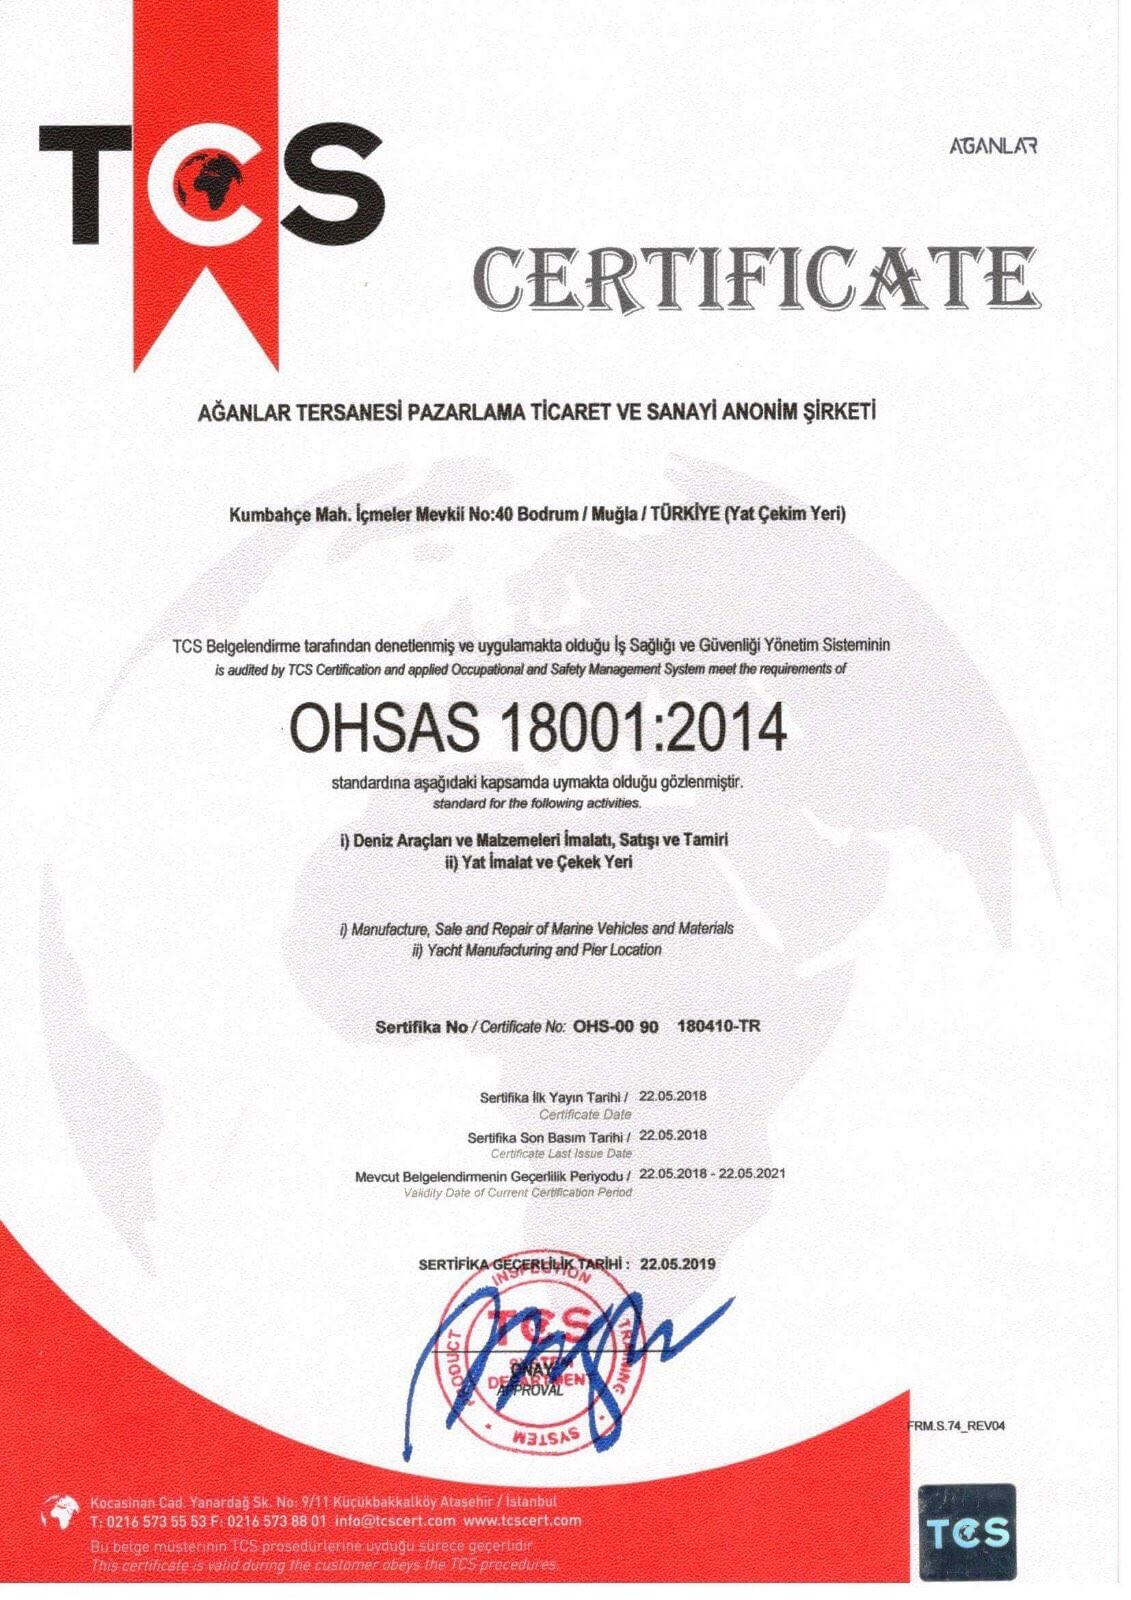 TCS
AĞANLAR
CERTIFICATE
AĞANLAR TERSANESİ PAZARLAMA TİCARET VE SANAYİ ANONİM ŞİRKETİ
Kumbahçe Mah. İçmeler Mevkii No:40 Bodrum / Muğla / TÜRKİYE (Yat Çekim Yeri)
TCS Belgelendirme tarafından denetlenmiş ve uygulamakta olduğu İş Sağlığı ve Güvenliği Yönetim Sisteminin
is audited by TCS Certification and applied Occupational and Safety Management System meet the requirements of
OHSAS 18001:2014
standardına aşağıdaki kapsamda uymakta olduğu gözlenmiştir.
standard for the following activities.
i) Deniz Araçları ve Malzemeleri İmalatı, Satışı ve Tamiri
ii) Yat İmalat ve Çekek Yeri
i) Manufacture, Sale and Repair of Marine Vehicles and Materials
ii) Yacht Manufacturing and Pier Location
Sertifika No / Certificate No: OHS-00 90 180410-TR
Sertifika İlk Yayın Tarihi / 22.05.2018
Certificate Date
Sertifika Son Basım Tarihi / 22.05.2018
Certificate Last Issue Date
Mevcut Belgelendirmenin Geçerlilik Periyodu / 22.05.2018 - 22.05.2021
Validity Date of Current Certification Period
SERTİFİKA GEÇERLİLİK TARİHİ : 22.05.2019
INSPECTION
TRAINING
SYSTEM
PRODUCT
TCS
SYSTEM
DEPARTMENT
ONAY
APPROVAL
FRM.S.74_REV04
Kocasinan Cad. Yanardağ Sk. No: 9/11 Küçükbakkalköy Ataşehir / İstanbul
T: 0216 573 55 53 F: 0216 573 88 01 info@tcscert.com www.tcscert.com
Bu belge müşterinin TCS prosedürlerine uyduğu sürece geçerlidir.
This certificate is valid during the customer obeys the TCS procedures.
TCS